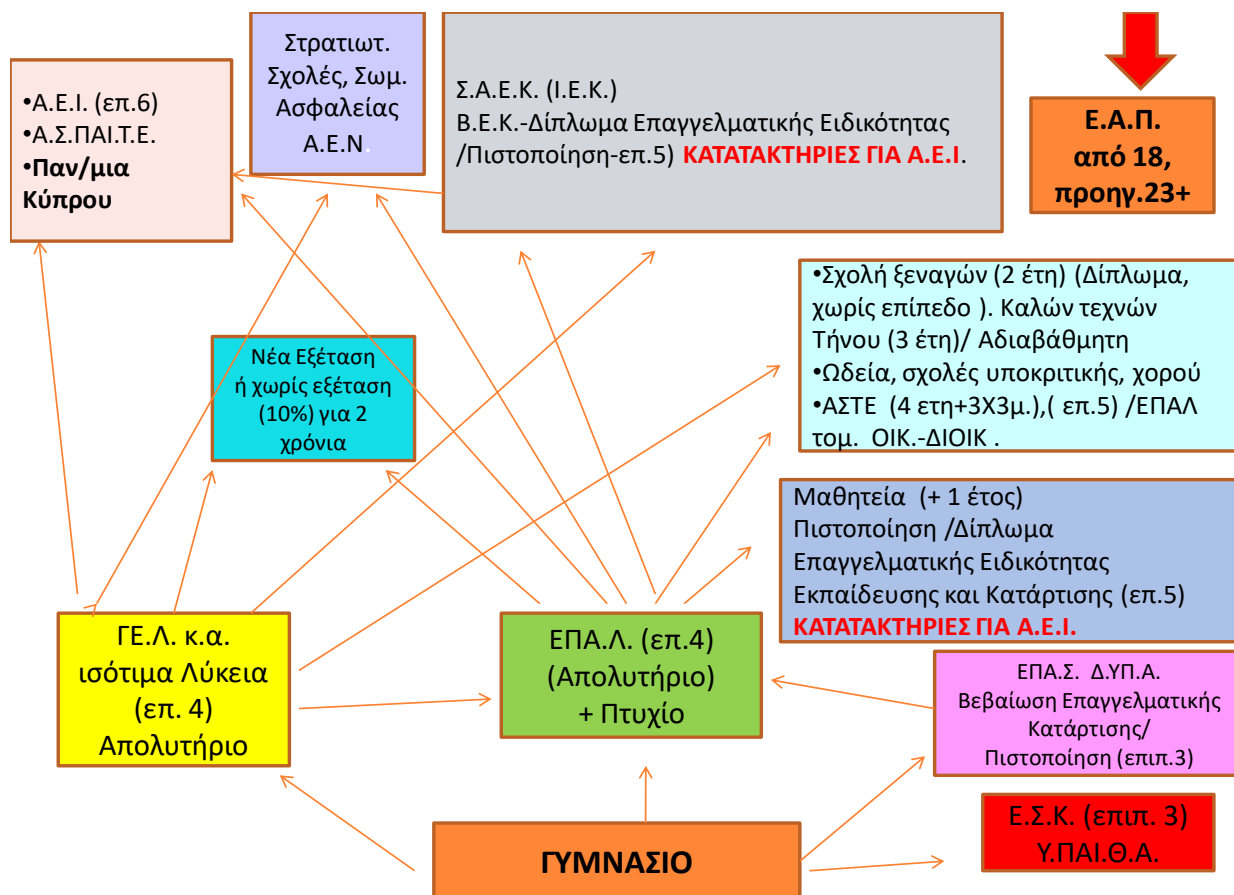 •Α.Ε.Ι. (επ.6)
•Α.Σ.ΠΑΙ.Τ.Ε.
•Παν/μια
Κύπρου
Στρατιωτ.
Σχολές, Σωμ.
Ασφαλείας
Α.Ε.Ν.
Σ.Α.Ε.Κ. (Ι.Ε.Κ.)
Β.Ε.Κ.-Δίπλωμα Επαγγελματικής Ειδικότητας
/Πιστοποίηση-επ.5) ΚΑΤΑΤΑΚΤΗΡΙΕΣ ΓΙΑ Α.Ε.Ι.
Ε.Α.Π.
από 18,
προηγ.23+
•Σχολή ξεναγών (2 έτη) (Δίπλωμα,
χωρίς επίπεδο ). Καλών τεχνών
Τήνου (3 έτη)/ Αδιαβάθμητη
•Ωδεία, σχολές υποκριτικής, χορού
•ΑΣΤΕ (4 ετη+3Χ3μ.),( επ.5) /ΕΠΑΛ
τομ. ΟΙΚ.-ΔΙΟΙΚ .
Νέα Εξέταση
ή χωρίς εξέταση
(10%) για 2
χρόνια
Μαθητεία (+ 1 έτος)
Πιστοποίηση /Δίπλωμα
Επαγγελματικής Ειδικότητας
Εκπαίδευσης και Κατάρτισης (επ.5)
ΚΑΤΑΤΑΚΤΗΡΙΕΣ ΓΙΑ Α.Ε.Ι.
ΓΕ.Λ. κ.α.
ισότιμα Λύκεια
(επ. 4)
Απολυτήριο
ΕΠΑ.Λ. (επ.4)
(Απολυτήριο)
+ Πτυχίο
ΕΠΑ.Σ. Δ.ΥΠ.Α.
Βεβαίωση Επαγγελματικής
Κατάρτισης/
Πιστοποίηση (επιπ.3)
Ε.Σ.Κ. (επιπ. 3)
Υ.ΠΑΙ.Θ.Α.
ΓΥΜΝΑΣΙΟ